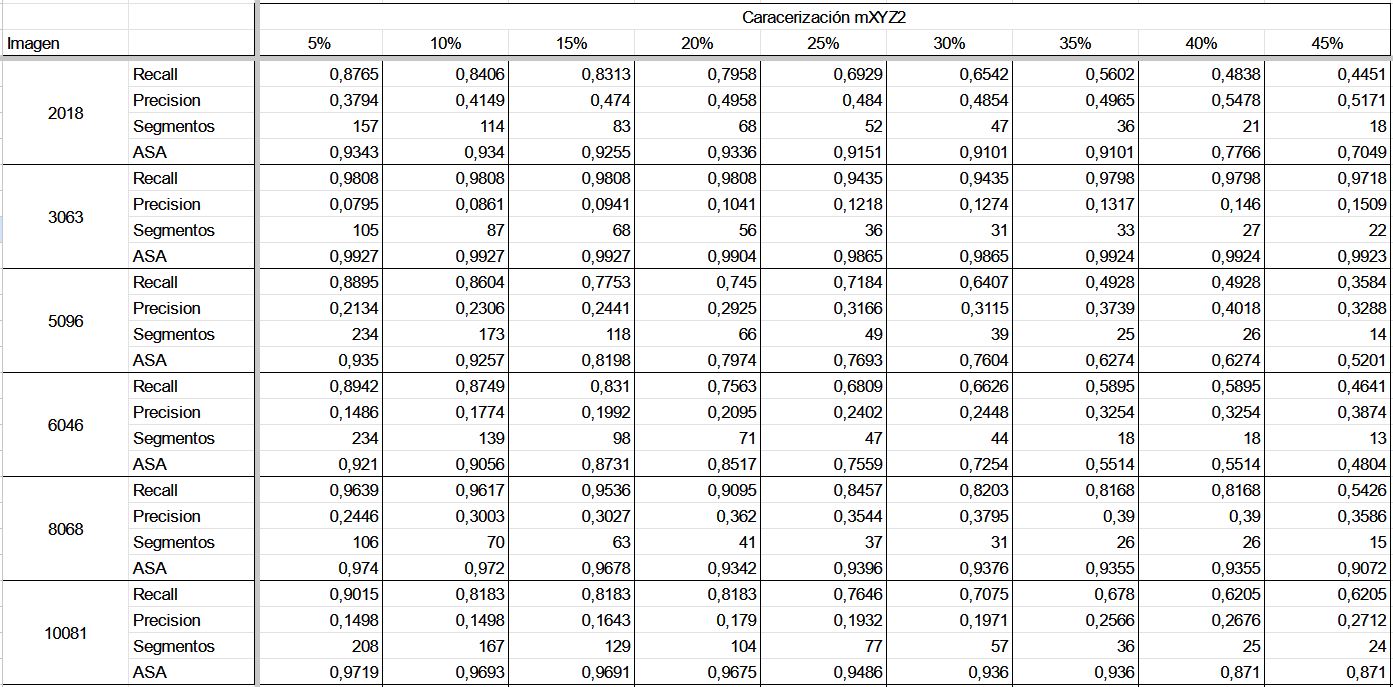 Caracerización mXYZ2
Imagen 5% 10% 15% 20% 25% 30% 35% 40% 45%
2018
Recall 0,8765 0,8406 0,8313 0,7958 0,6929 0,6542 0,5602 0,4838 0,4451
Precision 0,3794 0,4149 0,474 0,4958 0,484 0,4854 0,4965 0,5478 0,5171
Segmentos 157 114 83 68 52 47 36 21 18
ASA 0,9343 0,934 0,9255 0,9336 0,9151 0,9101 0,9101 0,7766 0,7049
3063
Recall 0,9808 0,9808 0,9808 0,9808 0,9435 0,9435 0,9798 0,9798 0,9718
Precision 0,0795 0,0861 0,0941 0,1041 0,1218 0,1274 0,1317 0,146 0,1509
Segmentos 105 87 68 56 36 31 33 27 22
ASA 0,9927 0,9927 0,9927 0,9904 0,9865 0,9865 0,9924 0,9924 0,9923
5096
Recall 0,8895 0,8604 0,7753 0,745 0,7184 0,6407 0,4928 0,4928 0,3584
Precision 0,2134 0,2306 0,2441 0,2925 0,3166 0,3115 0,3739 0,4018 0,3288
Segmentos 234 173 118 66 49 39 25 26 14
ASA 0,935 0,9257 0,8198 0,7974 0,7693 0,7604 0,6274 0,6274 0,5201
6046
Recall 0,8942 0,8749 0,831 0,7563 0,6809 0,6626 0,5895 0,5895 0,4641
Precision 0,1486 0,1774 0,1992 0,2095 0,2402 0,2448 0,3254 0,3254 0,3874
Segmentos 234 139 98 71 47 44 18 18 13
ASA 0,921 0,9056 0,8731 0,8517 0,7559 0,7254 0,5514 0,5514 0,4804
8068
Recall 0,9639 0,9617 0,9536 0,9095 0,8457 0,8203 0,8168 0,8168 0,5426
Precision 0,2446 0,3003 0,3027 0,362 0,3544 0,3795 0,39 0,39 0,3586
Segmentos 106 70 63 41 37 31 26 26 15
ASA 0,974 0,972 0,9678 0,9342 0,9396 0,9376 0,9355 0,9355 0,9072
10081
Recall 0,9015 0,8183 0,8183 0,8183 0,7646 0,7075 0,678 0,6205 0,6205
Precision 0,1498 0,1498 0,1643 0,179 0,1932 0,1971 0,2566 0,2676 0,2712
Segmentos 208 167 129 104 77 57 36 25 24
ASA 0,9719 0,9693 0,9691 0,9675 0,9486 0,936 0,936 0,871 0,871